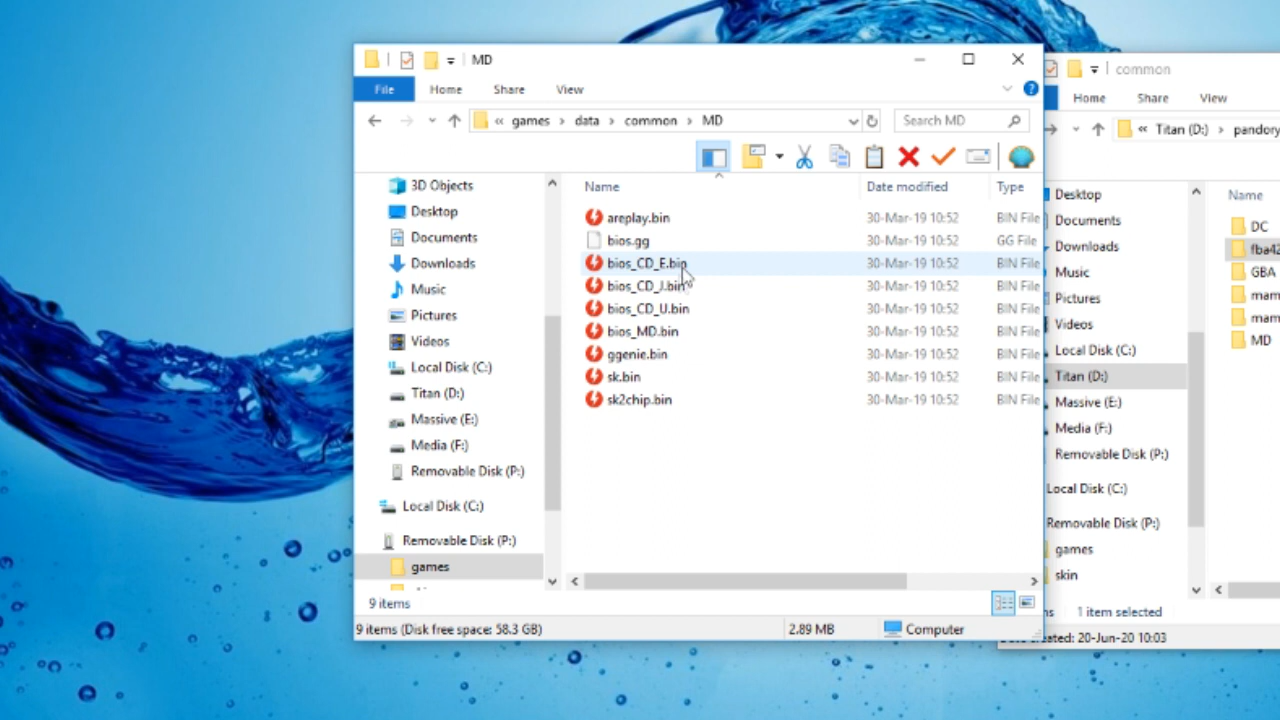 MD
File Home Share View
« games > data > common > MD
Search MD
Name Date modified Type
3D Objects
Desktop
Documents
Downloads
Music
Pictures
Videos
Local Disk (C:)
Titan (D:)
Massive (E:)
Media (F:)
Removable Disk (P:)
Local Disk (C:)
Removable Disk (P:)
games
areplay.bin 30-Mar-19 10:52 BIN File
bios.gg 30-Mar-19 10:52 GG File
bios_CD_E.bin 30-Mar-19 10:52 BIN File
bios_CD_J.bin 30-Mar-19 10:52 BIN File
bios_CD_U.bin 30-Mar-19 10:52 BIN File
bios_MD.bin 30-Mar-19 10:52 BIN File
ggenie.bin 30-Mar-19 10:52 BIN File
sk.bin 30-Mar-19 10:52 BIN File
sk2chip.bin 30-Mar-19 10:52 BIN File
9 items
9 items (Disk free space: 58.3 GB) 2.89 MB Computer
common
Home Share View
« Titan (D:) > pandory
Name
Desktop
Documents
Downloads
Music
Pictures
Videos
Local Disk (C:)
Titan (D:)
Massive (E:)
Media (F:)
Removable Disk (P:)
Local Disk (C:)
Removable Disk (P:)
games
skin
DC
fba42
GBA
mam
mam
MD
1 item selected
20-Jun-20 10:03